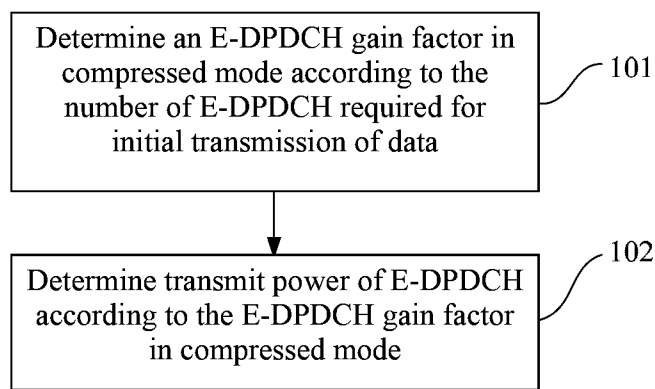 Determine an E-DPDCH gain factor in
compressed mode according to the
number of E-DPDCH required for
initial transmission of data
101
Determine transmit power of E-DPDCH
according to the E-DPDCH gain factor
in compressed mode
102